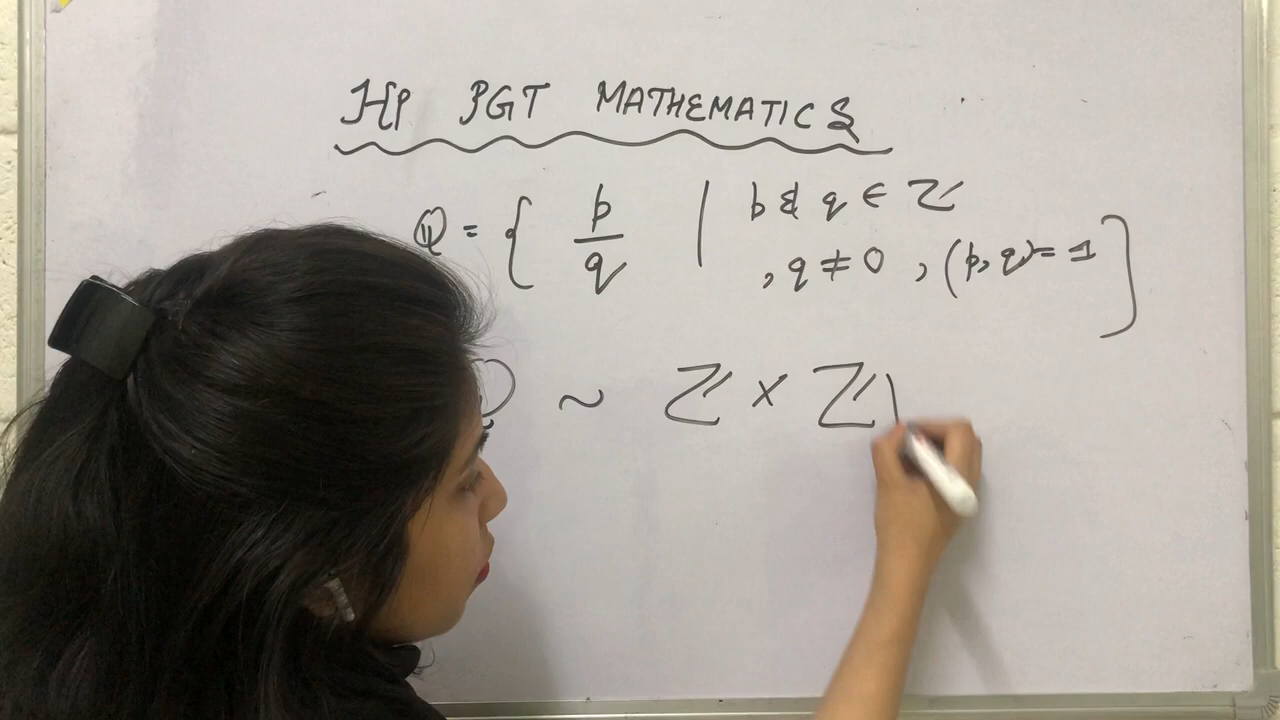 HP PGT MATHEMATICS
ℚ = { p/q | p & q ∈ ℤ
, q ≠ 0 , (p, q) = 1 }
ℚ ~ ℤ × ℤ \